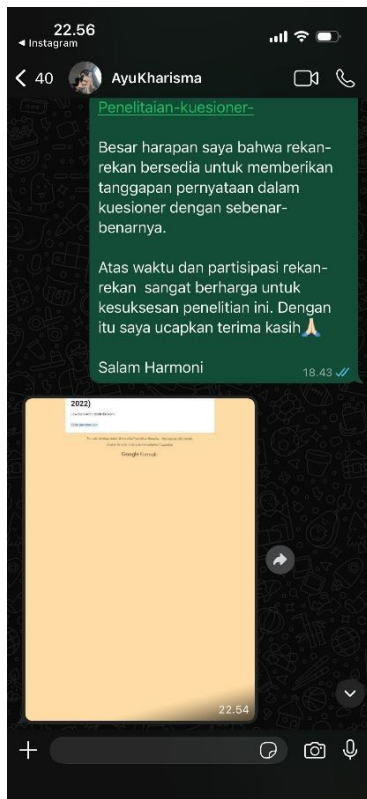 22.56
Instagram
40
AyuKharisma
Penelitaian-kuesioner-
Besar harapan saya bahwa rekan-
rekan bersedia untuk memberikan
tanggapan pernyataan dalam
kuesioner dengan sebenar-
benarnya.
Atas waktu dan partisipasi rekan-
rekan sangat berharga untuk
kesuksesan penelitian ini. Dengan
itu saya ucapkan terima kasih🙏🏻
Salam Harmoni
18.43
2022)
Google Formulir
22.54